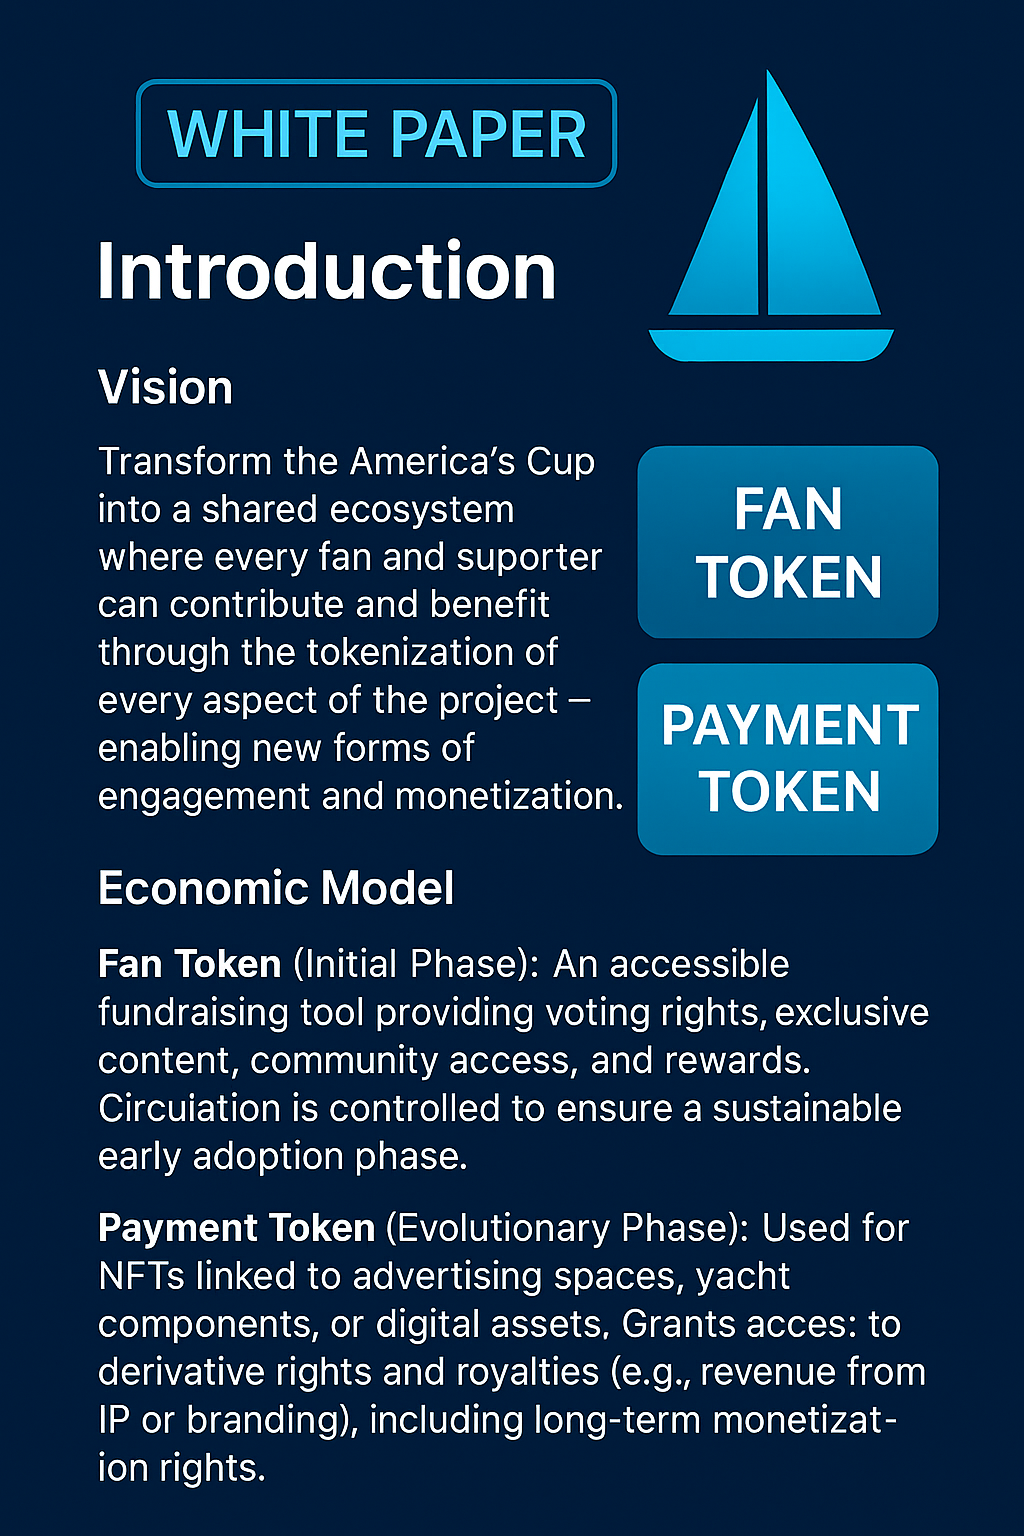 WHITE PAPER
Introduction
Vision
Transform the America's Cup
into a shared ecosystem
where every fan and suporter
can contribute and benefit
through the tokenization of
every aspect of the project –
enabling new forms of
engagement and monetization.
FAN
TOKEN
PAYMENT
TOKEN
Economic Model
Fan Token (Initial Phase): An accessible
fundraising tool providing voting rights, exclusive
content, community access, and rewards.
Circuiation is controlled to ensure a sustainable
early adoption phase.
Payment Token (Evolutionary Phase): Used for
NFTs linked to advertising spaces, yacht
components, or digital assets, Grants acces: to
derivative rights and royalties (e.g., revenue from
IP or branding), including long-term monetizat-
ion rights.